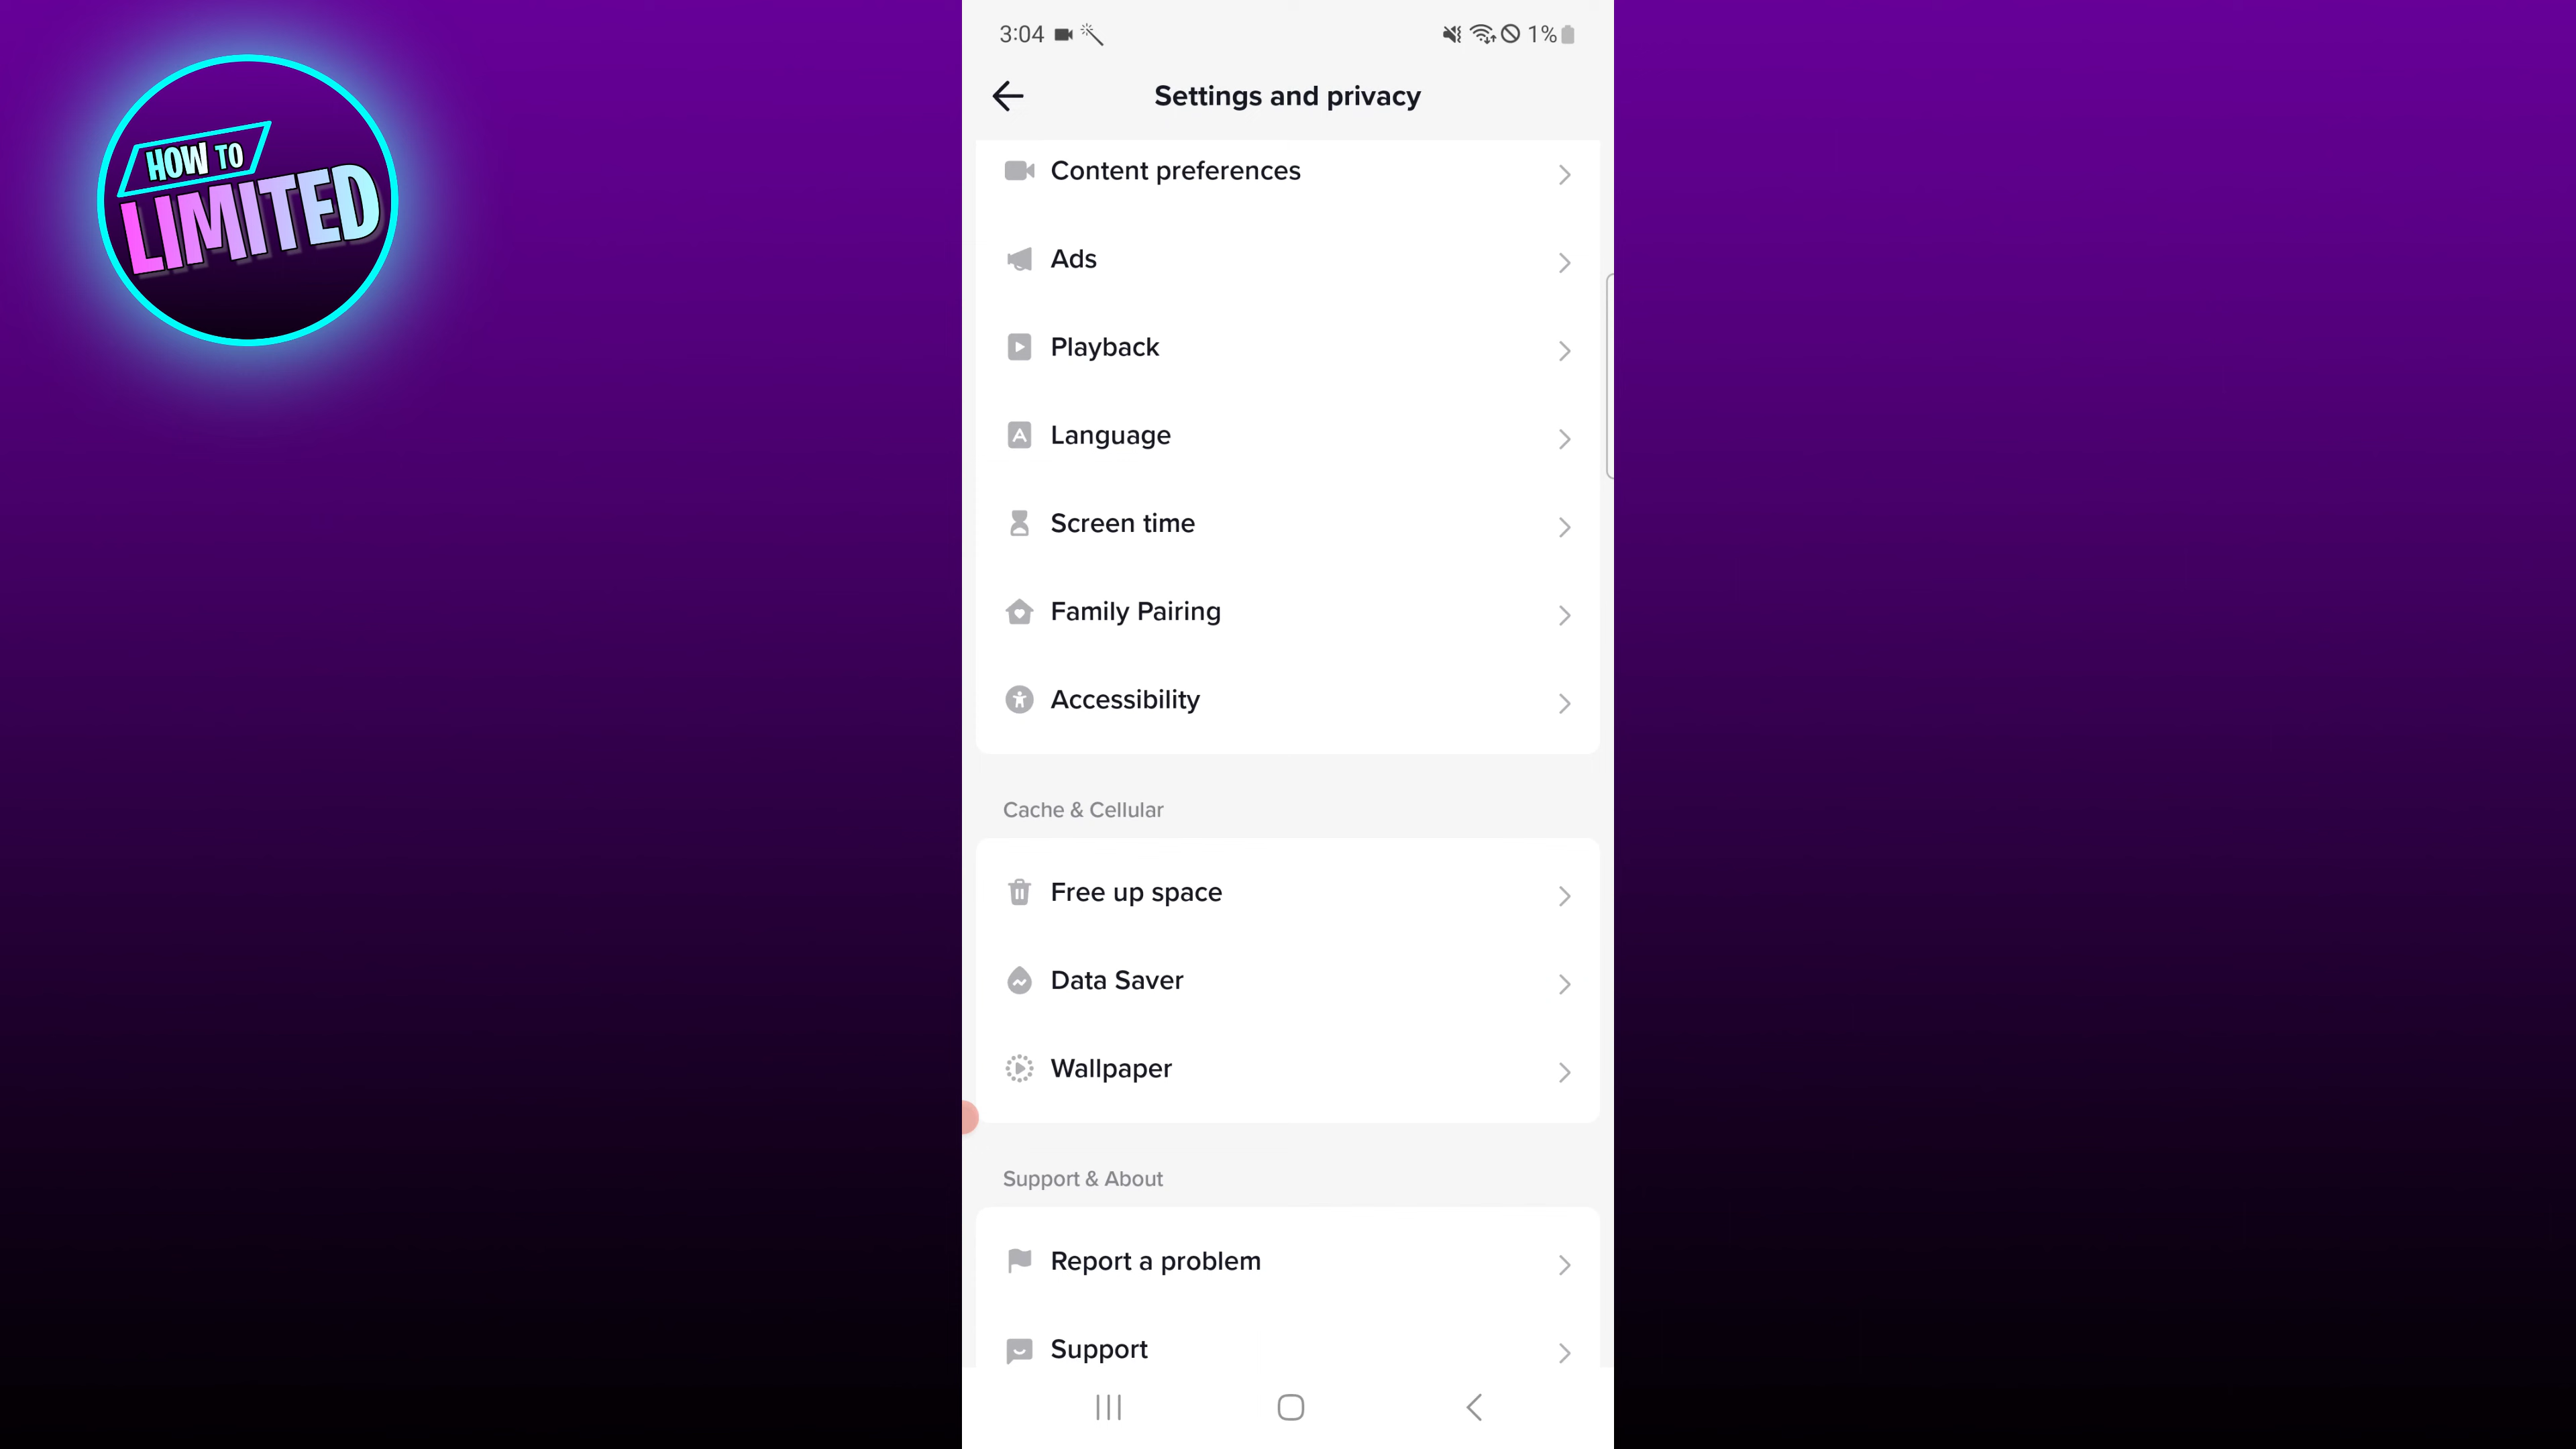 HOW TO
LIMITED
3:04
1%
Settings and privacy
Content preferences
Ads
Playback
Language
Screen time
Family Pairing
Accessibility
Cache & Cellular
Free up space
Data Saver
Wallpaper
Support & About
Report a problem
Support